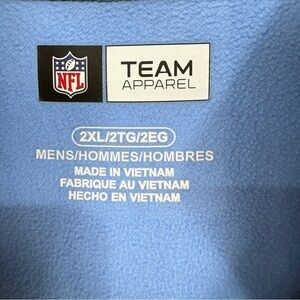 NFL
TEAM
APPAREL
2XL/2TG/2EG
MENS/HOMMES/HOMBRES
MADE IN VIETNAM
FABRIQUE AU VIETNAM
HECHO EN VIETNAM